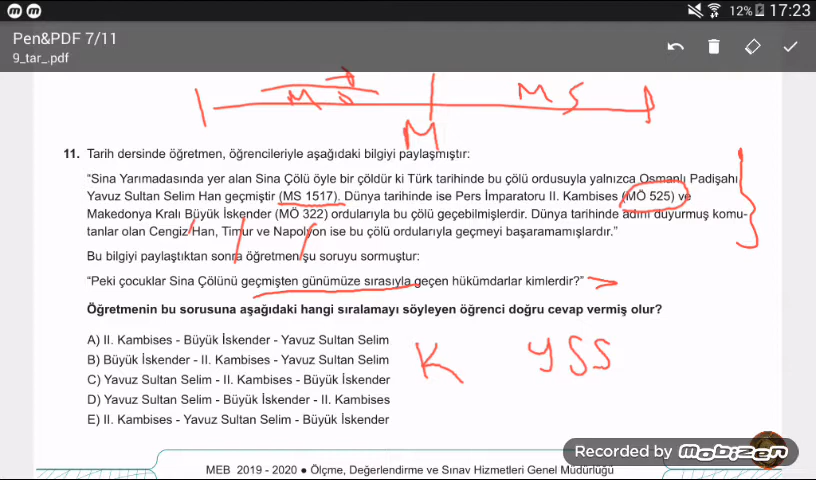 12% 17:23
Pen&PDF 7/11
9_tar_.pdf
MÖ MS
M
11. Tarih dersinde öğretmen, öğrencileriyle aşağıdaki bilgiyi paylaşmıştır:
"Sina Yarımadasında yer alan Sina Çölü öyle bir çöldür ki Türk tarihinde bu çölü ordusuyla yalnızca Osmanlı Padişahı
Yavuz Sultan Selim Han geçmiştir (MS 1517). Dünya tarihinde ise Pers İmparatoru II. Kambises (MÖ 525) ve
Makedonya Kralı Büyük İskender (MÖ 322) ordularıyla bu çölü geçebilmişlerdir. Dünya tarihinde adını duyurmuş komu-
tanlar olan Cengiz Han, Timur ve Napolyon ise bu çölü ordularıyla geçmeyi başaramamışlardır."
Bu bilgiyi paylaştıktan sonra öğretmen şu soruyu sormuştur:
"Peki çocuklar Sina Çölünü geçmişten günümüze sırasıyla geçen hükümdarlar kimlerdir?"
Öğretmenin bu sorusuna aşağıdaki hangi sıralamayı söyleyen öğrenci doğru cevap vermiş olur?
A) II. Kambises - Büyük İskender - Yavuz Sultan Selim
B) Büyük İskender - II. Kambises - Yavuz Sultan Selim
C) Yavuz Sultan Selim - II. Kambises - Büyük İskender
D) Yavuz Sultan Selim - Büyük İskender - II. Kambises
E) II. Kambises - Yavuz Sultan Selim - Büyük İskender
K YSS
Recorded by Mobizen
MEB 2019 - 2020 ● Ölçme, Değerlendirme ve Sınav Hizmetleri Genel Müdürlüğü